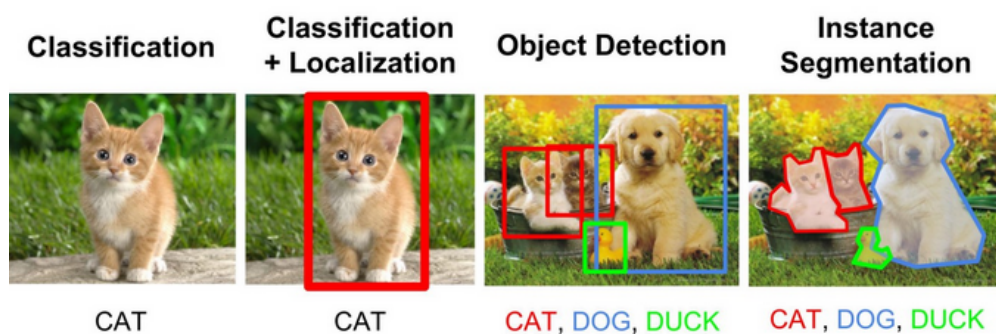 Classification
Classification
+ Localization
Object Detection
Instance
Segmentation
CAT
CAT
CAT, DOG, DUCK
CAT, DOG, DUCK